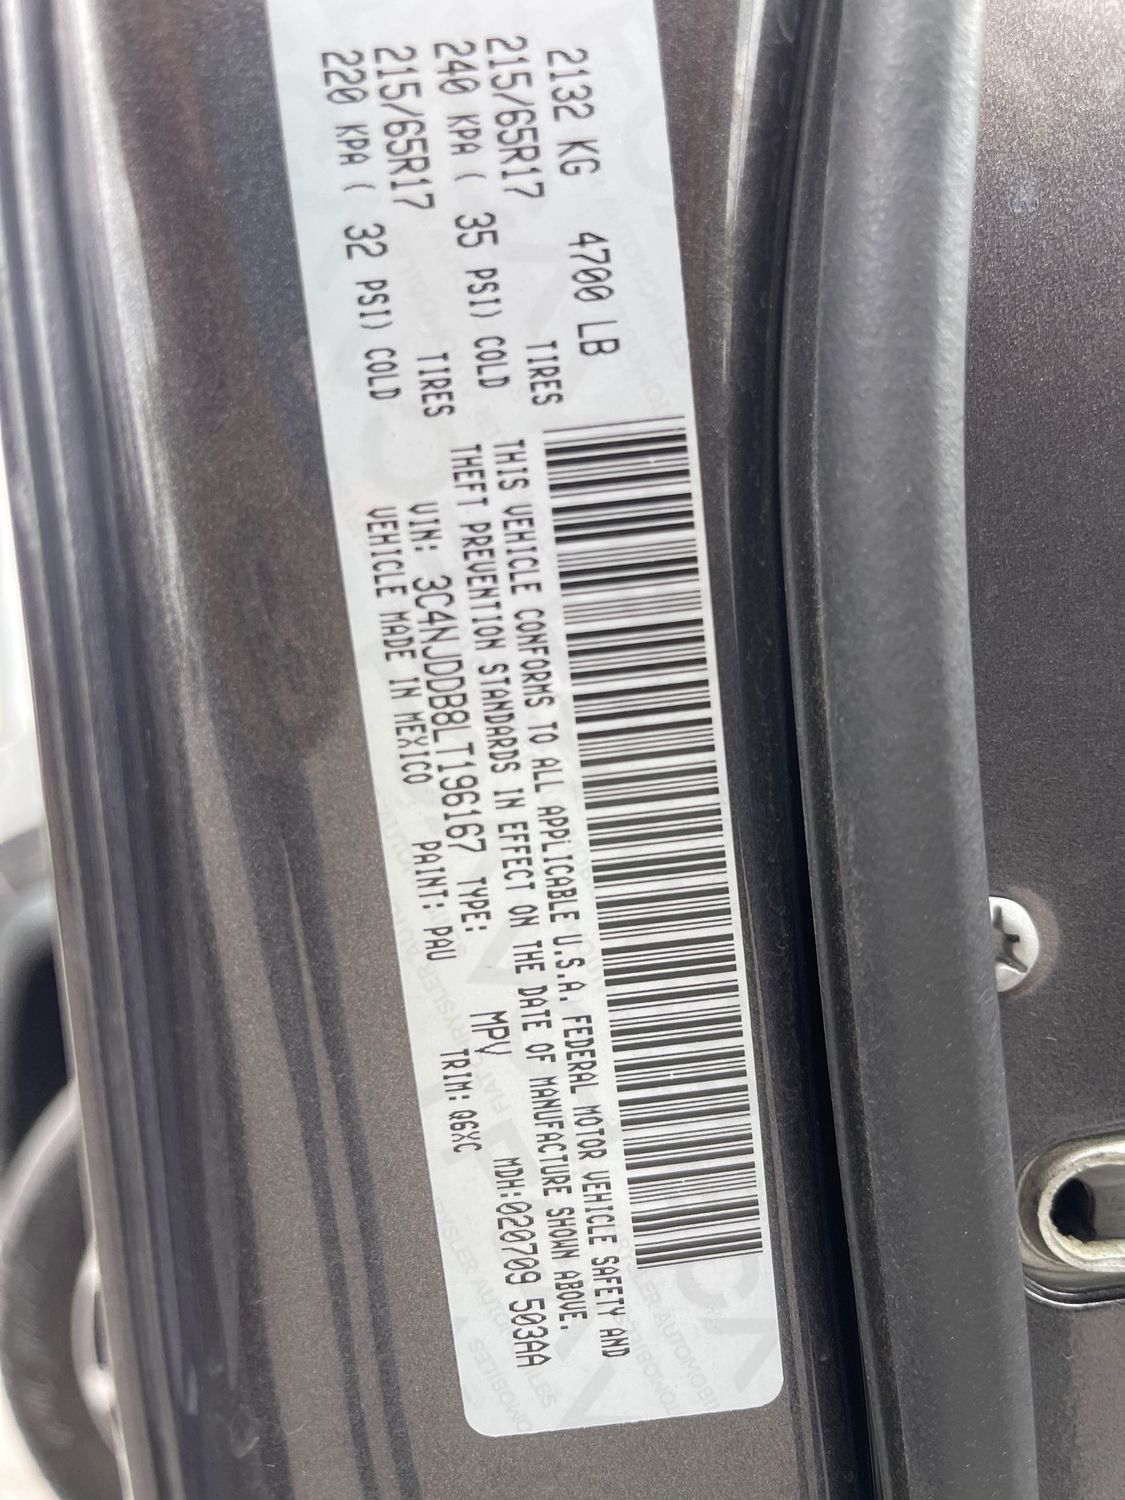 2132 KG 4700 LB
215/65R17 TIRES
240 KPA ( 35 PSI) COLD
215/65R17 TIRES
220 KPA ( 32 PSI) COLD
THIS VEHICLE CONFORMS TO ALL APPLICABLE U.S.A. FEDERAL MOTOR VEHICLE SAFETY AND
THEFT PREVENTION STANDARDS IN EFFECT ON THE DATE OF MANUFACTURE SHOWN ABOVE.
VIN: 3C4NJDDB8LT196167 TYPE: MPV MDH:020709 503AA
VEHICLE MADE IN MEXICO PAINT: PAU TRIM: Q6XC